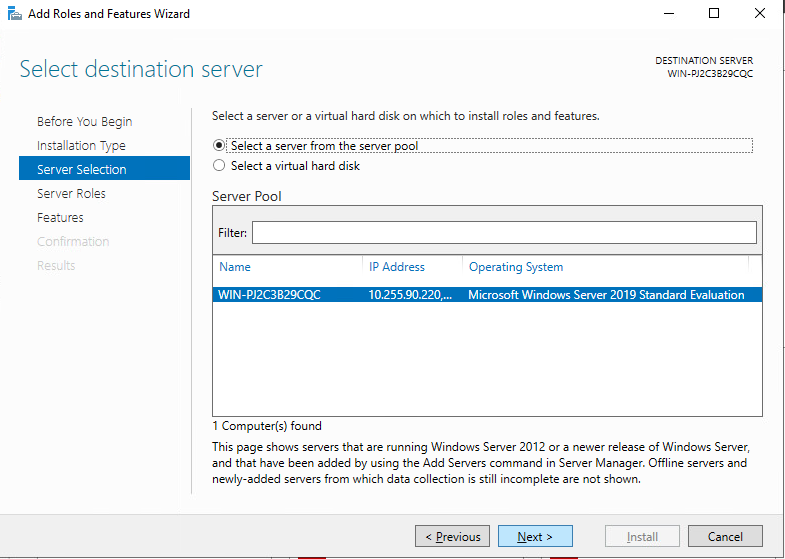 Add Roles and Features Wizard
Select destination server
DESTINATION SERVER
WIN-PJ2C3B29CQC
Before You Begin
Installation Type
Server Selection
Server Roles
Features
Confirmation
Results
Select a server or a virtual hard disk on which to install roles and features.
Select a server from the server pool
Select a virtual hard disk
Server Pool
Filter:
Name IP Address Operating System
WIN-PJ2C3B29CQC 10.255.90.220,... Microsoft Windows Server 2019 Standard Evaluation
1 Computer(s) found
This page shows servers that are running Windows Server 2012 or a newer release of Windows Server,
and that have been added by using the Add Servers command in Server Manager. Offline servers and
newly-added servers from which data collection is still incomplete are not shown.
< Previous Next > Install Cancel